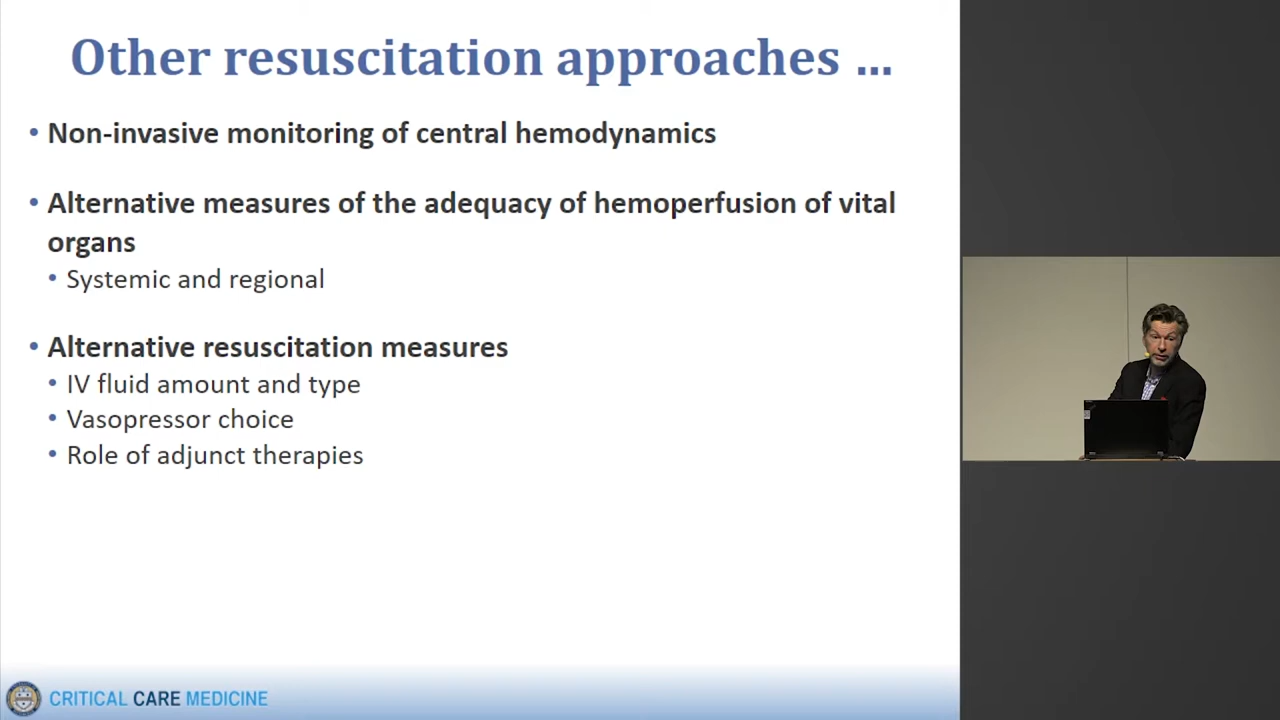 Other resuscitation approaches ...
• Non-invasive monitoring of central hemodynamics
• Alternative measures of the adequacy of hemoperfusion of vital
organs
• Systemic and regional
• Alternative resuscitation measures
• IV fluid amount and type
• Vasopressor choice
• Role of adjunct therapies
CRITICAL CARE MEDICINE